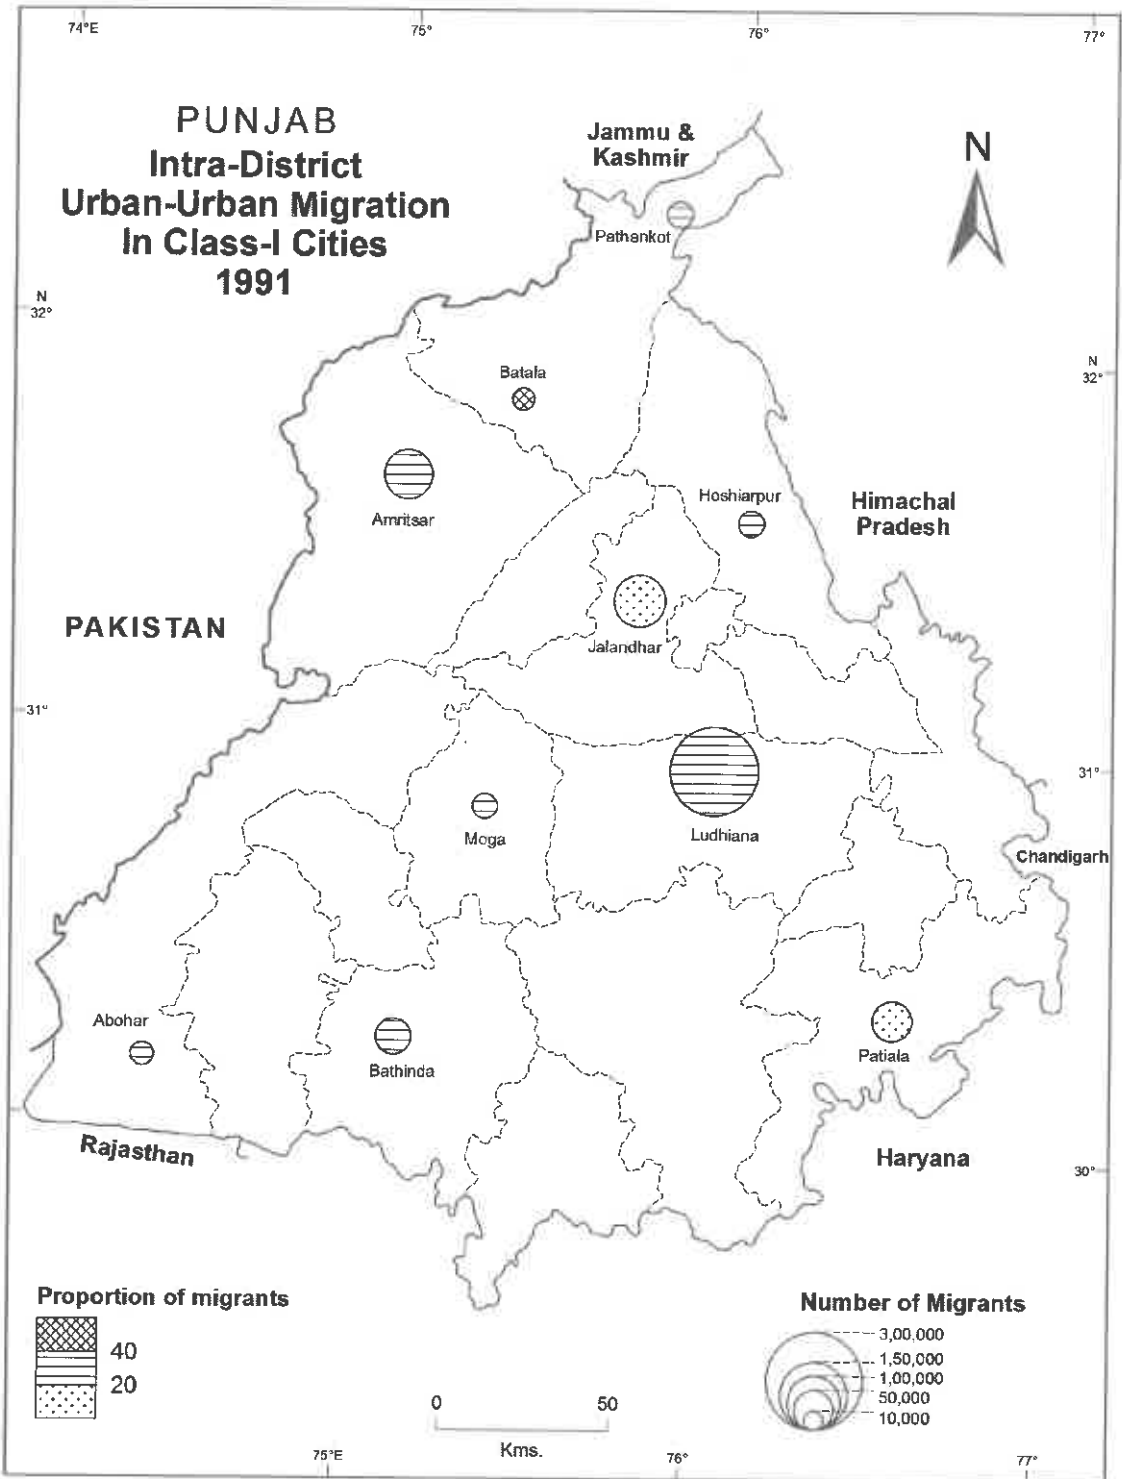 74°E
75°
76°
77°
PUNJAB
Intra-District
Urban-Urban Migration
In Class-I Cities
1991
Jammu &
Kashmir
N
Pathankot
N
32°
N
32°
Batala
Amritsar
Hoshiarpur
Himachal
Pradesh
PAKISTAN
Jalandhar
31°
31°
Moga
Ludhiana
Chandigarh
Abohar
Bathinda
Patiala
Rajasthan
Haryana
30°
Proportion of migrants
40
20
0 50
Kms.
Number of Migrants
3,00,000
1,50,000
1,00,000
50,000
10,000
75°E
76°
77°